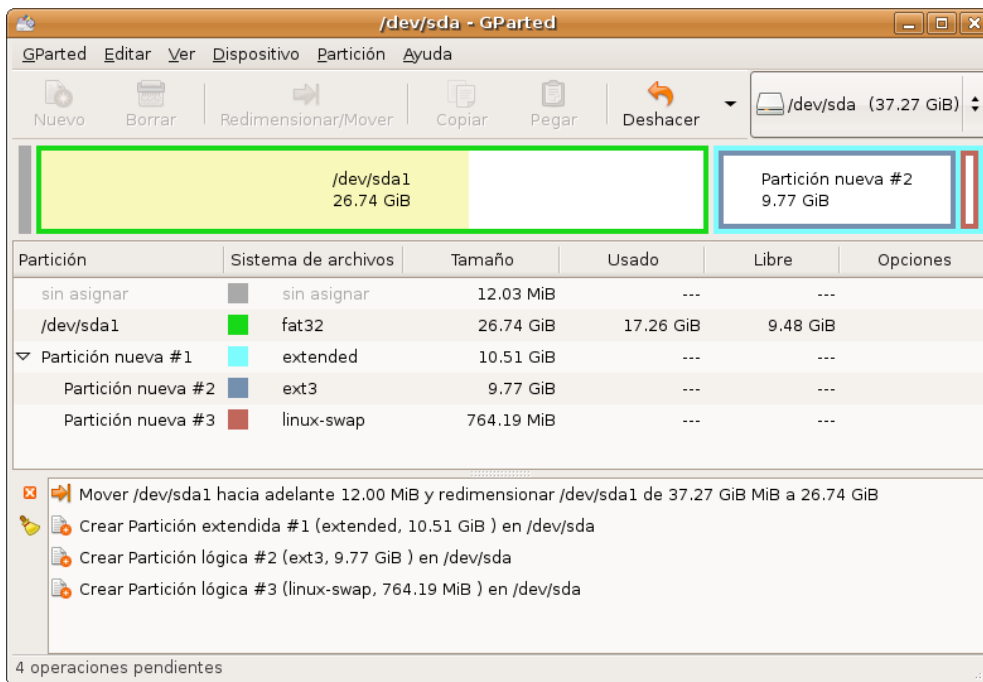 /dev/sda - GParted
GParted Editar Ver Dispositivo Partición Ayuda
Nuevo Borrar Redimensionar/Mover Copiar Pegar Deshacer /dev/sda (37.27 GiB)
/dev/sda1
26.74 GiB
Partición nueva #2
9.77 GiB
Partición Sistema de archivos Tamaño Usado Libre Opciones
sin asignar sin asignar 12.03 MiB --- ---
/dev/sda1 fat32 26.74 GiB 17.26 GiB 9.48 GiB
Partición nueva #1 extended 10.51 GiB --- ---
Partición nueva #2 ext3 9.77 GiB --- ---
Partición nueva #3 linux-swap 764.19 MiB --- ---
Mover /dev/sda1 hacia adelante 12.00 MiB y redimensionar /dev/sda1 de 37.27 GiB MiB a 26.74 GiB
Crear Partición extendida #1 (extended, 10.51 GiB ) en /dev/sda
Crear Partición lógica #2 (ext3, 9.77 GiB ) en /dev/sda
Crear Partición lógica #3 (linux-swap, 764.19 MiB ) en /dev/sda
4 operaciones pendientes